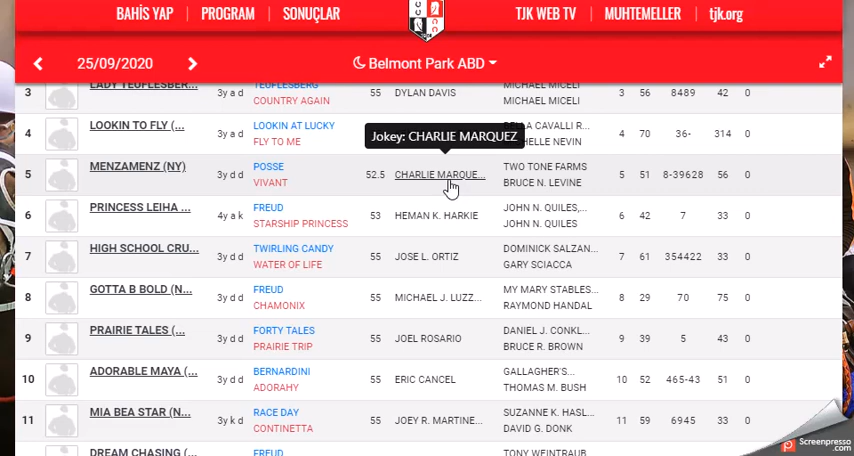 BAHİS YAP | PROGRAM | SONUÇLAR TJK WEB TV | MUHTEMELLER | tjk.org
25/09/2020 Belmont Park ABD
3 LADY TEUFLESBER... 3y a d TEUFLESBERG COUNTRY AGAIN 55 DYLAN DAVIS MICHAEL MICELI MICHAEL MICELI 3 56 8489 42 0
Jokey: CHARLIE MARQUEZ
4 LOOKIN TO FLY (... 3y d d LOOKIN AT LUCKY FLY TO ME CAVALLI R... NEVIN 4 70 36- 314 0
5 MENZAMENZ (NY) 3y d d POSSE VIVANT 52.5 CHARLIE MARQUE... TWO TONE FARMS BRUCE N. LEVINE 5 51 8-39628 56 0
6 PRINCESS LEIHA ... 4y a k FREUD STARSHIP PRINCESS 53 HEMAN K. HARKIE JOHN N. QUILES,... JOHN N. QUILES 6 42 7 33 0
7 HIGH SCHOOL CRU... 3y d d TWIRLING CANDY WATER OF LIFE 55 JOSE L. ORTIZ DOMINICK SALZAN... GARY SCIACCA 7 61 354422 33 0
8 GOTTA B BOLD (N... 3y d d FREUD CHAMONIX 55 MICHAEL J. LUZZ... MY MARY STABLES... RAYMOND HANDAL 8 29 70 75 0
9 PRAIRIE TALES (... 3y d d FORTY TALES PRAIRIE TRIP 55 JOEL ROSARIO DANIEL J. CONKL... BRUCE R. BROWN 9 39 5 43 0
10 ADORABLE MAYA (... 3y d d BERNARDINI ADORAHY 55 ERIC CANCEL GALLAGHER'S... THOMAS M. BUSH 10 52 465-43 51 0
11 MIA BEA STAR (N... 3y k d RACE DAY CONTINETTA 55 JOEY R. MARTINE... SUZANNE K. HASL... DAVID G. DONK 11 59 6945 33 0
DREAM CHASING (... FREUD TONY WEINTRAUB
Screenpresso
.com